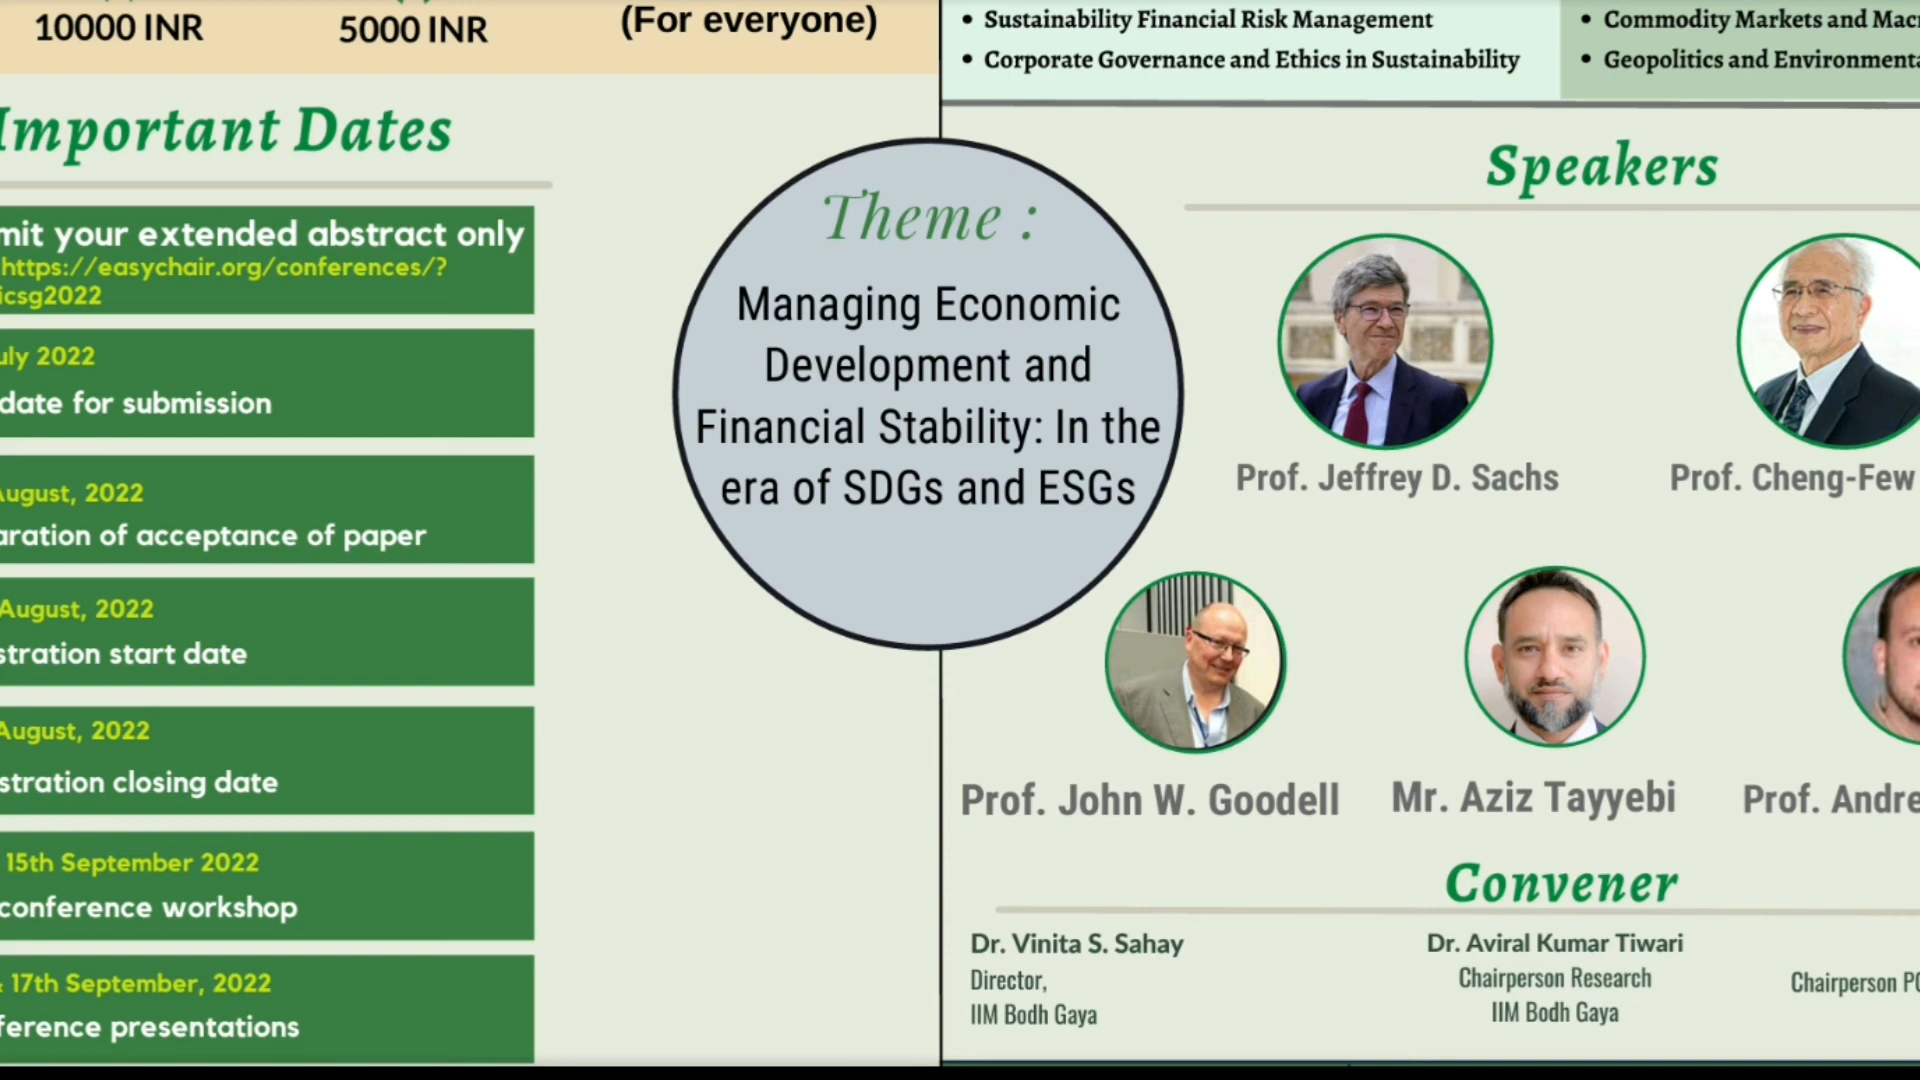 10000 INR
5000 INR
(For everyone)
Important Dates
mit your extended abstract only
https://easychair.org/conferences/?
icsg2022
uly 2022
date for submission
August, 2022
aration of acceptance of paper
August, 2022
stration start date
August, 2022
stration closing date
15th September 2022
conference workshop
& 17th September, 2022
ference presentations
Theme :
Managing Economic
Development and
Financial Stability: In the
era of SDGs and ESGs
• Sustainability Financial Risk Management
• Corporate Governance and Ethics in Sustainability
• Commodity Markets and Mac
• Geopolitics and Environment
Speakers
Prof. Jeffrey D. Sachs
Prof. Cheng-Few
Prof. John W. Goodell
Mr. Aziz Tayyebi
Prof. Andre
Convener
Dr. Vinita S. Sahay
Director,
IIM Bodh Gaya
Dr. Aviral Kumar Tiwari
Chairperson Research
IIM Bodh Gaya
Chairperson